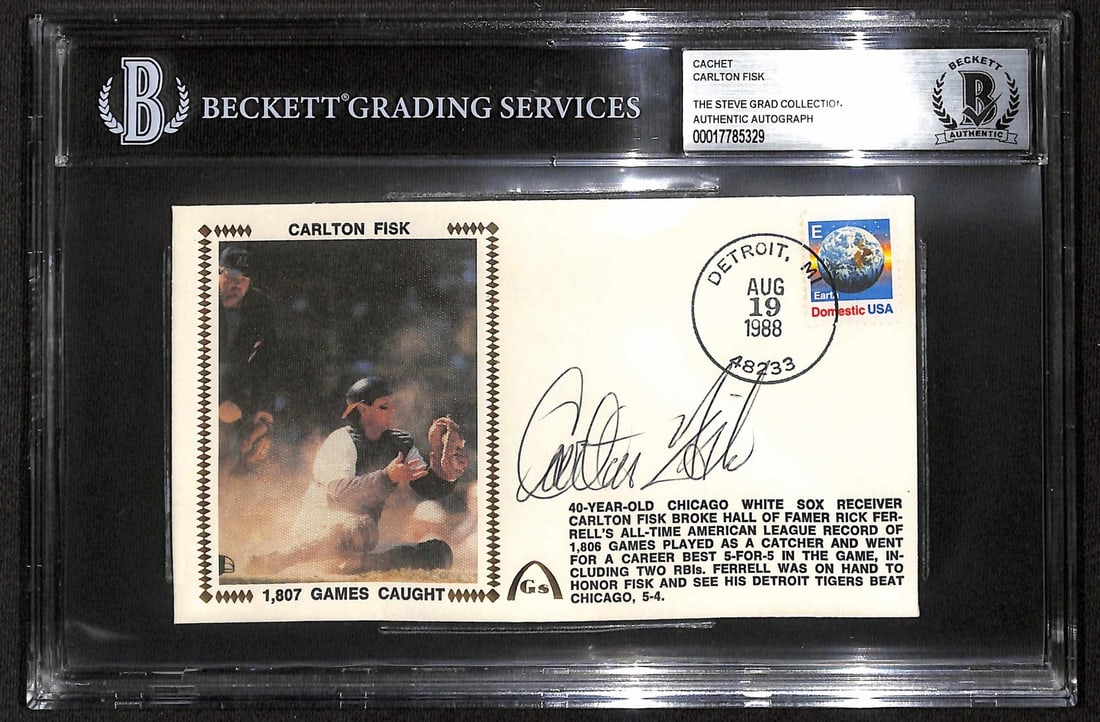 B
BECKETT® GRADING SERVICES
CACHET
CARLTON FISK
THE STEVE GRAD COLLECTION
AUTHENTIC AUTOGRAPH
00017785329
BECKETT
B
AUTHENTIC
CARLTON FISK
1,807 GAMES CAUGHT
DETROIT, MI
AUG
19
1988
48233
E
Earth
Domestic USA
Carlton Fisk
40-YEAR-OLD CHICAGO WHITE SOX RECEIVER
CARLTON FISK BROKE HALL OF FAMER RICK FER-
RELL'S ALL-TIME AMERICAN LEAGUE RECORD OF
1,806 GAMES PLAYED AS A CATCHER AND WENT
FOR A CAREER BEST 5-FOR-5 IN THE GAME, IN-
CLUDING TWO RBIs. FERRELL WAS ON HAND TO
HONOR FISK AND SEE HIS DETROIT TIGERS BEAT
CHICAGO, 5-4.
Gs